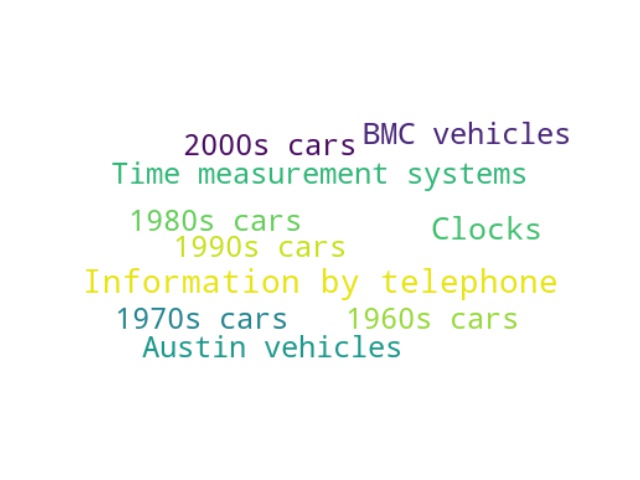 2000s cars
BMC vehicles
Time measurement systems
1980s cars
Clocks
1990s cars
Information by telephone
1970s cars
1960s cars
Austin vehicles